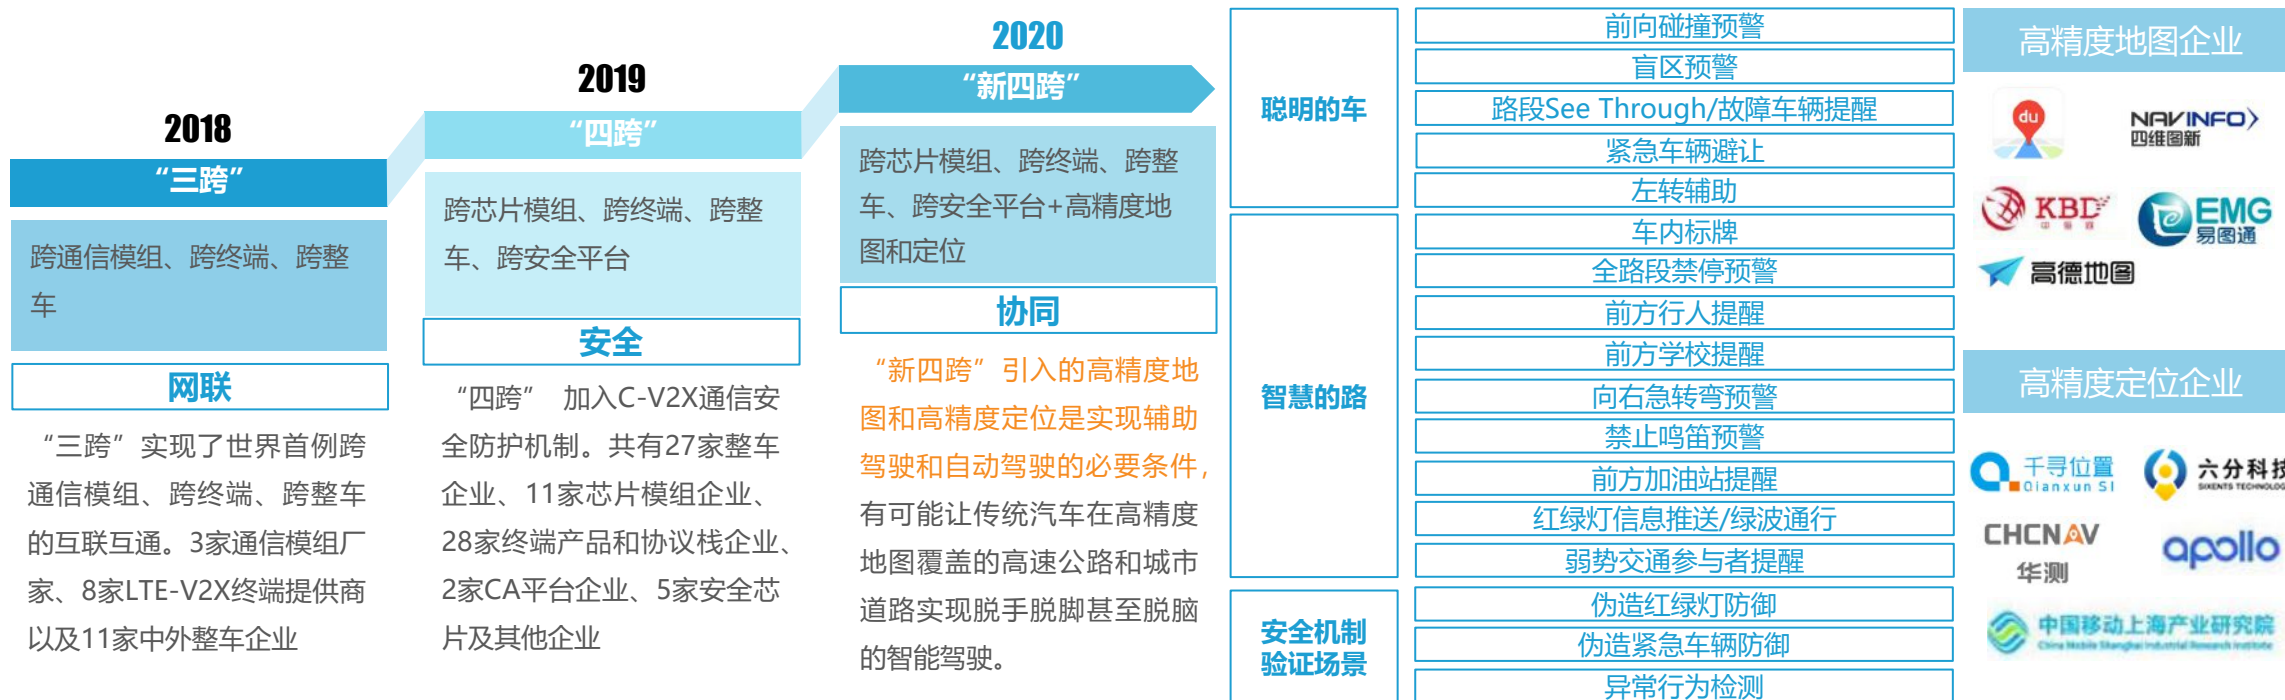 2018
“三跨”
跨通信模组、跨终端、跨整
车
网联
“三跨”实现了世界首例跨
通信模组、跨终端、跨整车
的互联互通。3家通信模组厂
家、8家LTE-V2X终端提供商
以及11家中外整车企业
2019
“四跨”
跨芯片模组、跨终端、跨整
车、跨安全平台
安全
“四跨” 加入C-V2X通信安
全防护机制。共有27家整车
企业、11家芯片模组企业、
28家终端产品和协议栈企业、
2家CA平台企业、5家安全芯
片及其他企业
2020
“新四跨”
跨芯片模组、跨终端、跨整
车、跨安全平台+高精度地
图和定位
协同
“新四跨”引入的高精度地
图和高精度定位是实现辅助
驾驶和自动驾驶的必要条件,
有可能让传统汽车在高精度
地图覆盖的高速公路和城市
道路实现脱手脱脚甚至脱脑
的智能驾驶。
聪明的车
前向碰撞预警
盲区预警
路段See Through/故障车辆提醒
紧急车辆避让
左转辅助
智慧的路
车内标牌
全路段禁停预警
前方行人提醒
前方学校提醒
向右急转弯预警
禁止鸣笛预警
前方加油站提醒
红绿灯信息推送/绿波通行
弱势交通参与者提醒
安全机制
验证场景
伪造红绿灯防御
伪造紧急车辆防御
异常行为检测
高精度地图企业
du
NAVINFO
四维图新
KBD
EMG
易图通
高德地图
高精度定位企业
千寻位置
Qianxun SI
六分科技
SIXENTS TECHNOLOG
CHCNAV
华测
apollo
中国移动上海产业研究院
China Mobile Shanghai Industrial Research Institute